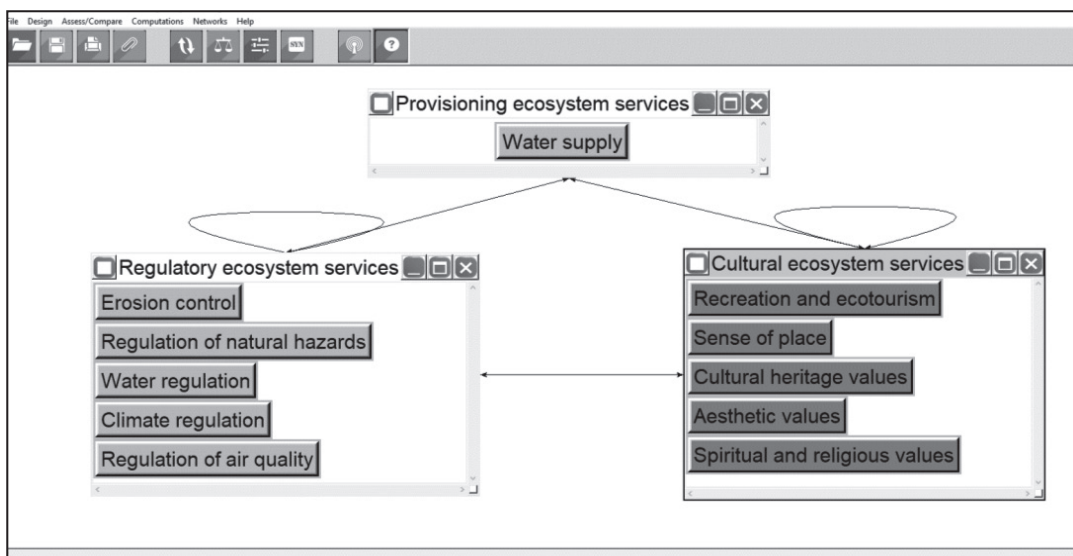 File Design Assess/Compare Computations Networks Help
SYN
?
Provisioning ecosystem services
Water supply
Regulatory ecosystem services
Erosion control
Regulation of natural hazards
Water regulation
Climate regulation
Regulation of air quality
Cultural ecosystem services
Recreation and ecotourism
Sense of place
Cultural heritage values
Aesthetic values
Spiritual and religious values